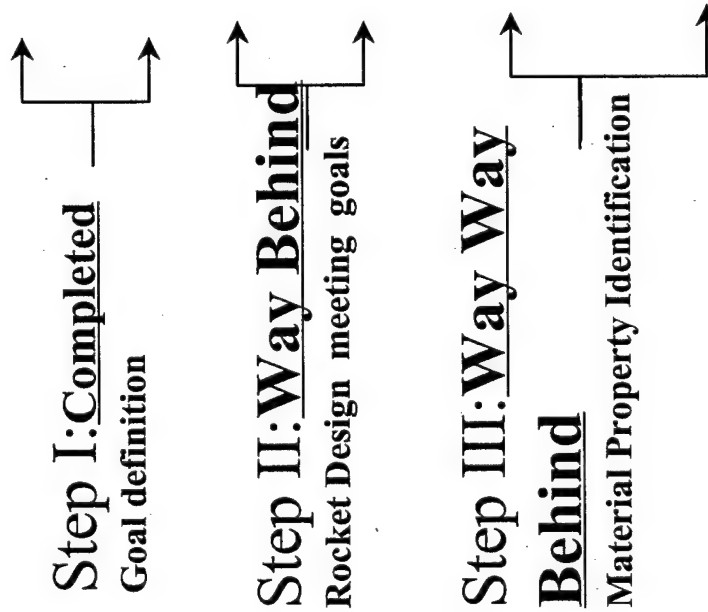 Step I:Completed
Goal definition
Step II:Way Behind
Rocket Design meeting goals
Step III:Way Way
Behind
Material Property Identification